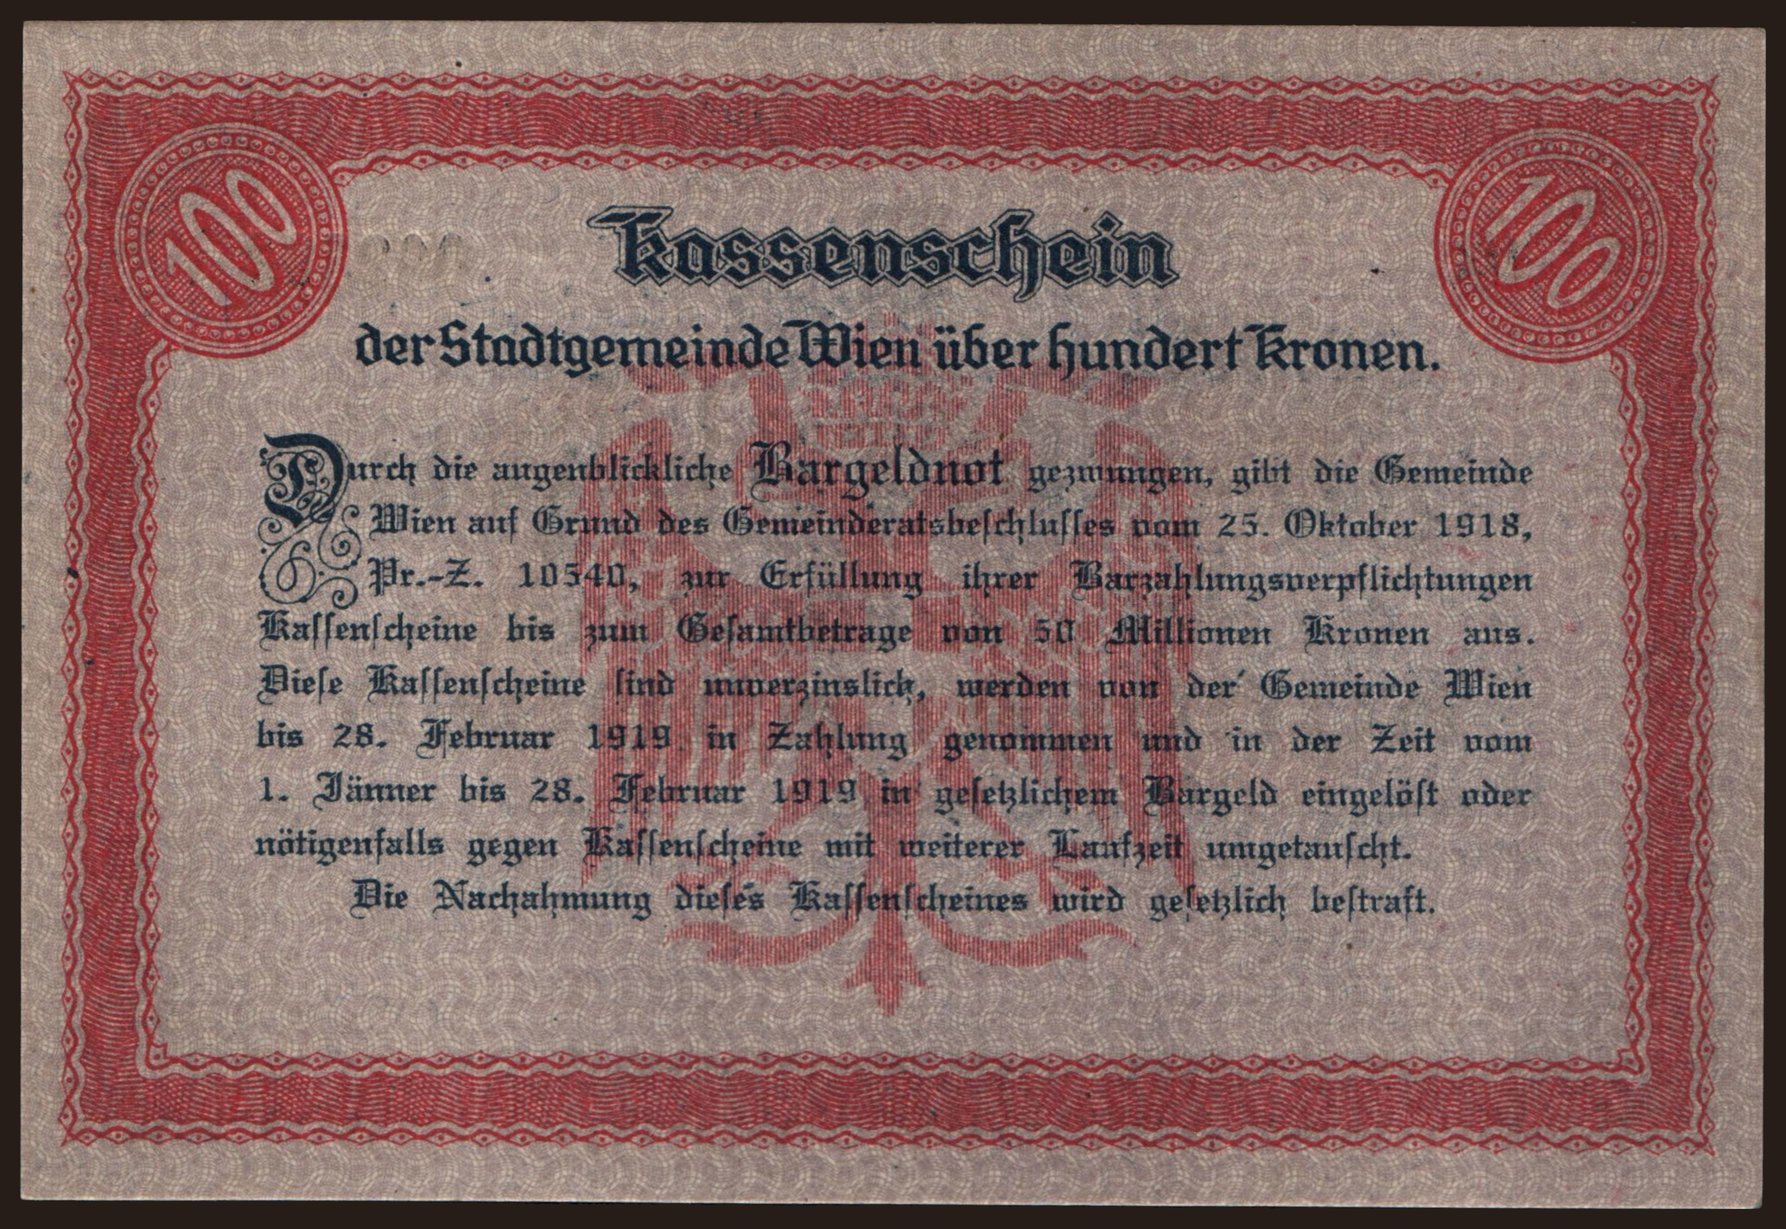 100
100
Kassenschein
der Stadtgemeinde Wien über hundert Kronen.
Durch die augenblickliche Bargeldnot gezwungen, gibt die Gemeinde
Wien auf Grund des Gemeinderatsbeschlusses vom 25. Oktober 1918,
Pr.-Z. 10540, zur Erfüllung ihrer Barzahlungsverpflichtungen
Kassenscheine bis zum Gesamtbetrage von 50 Millionen Kronen aus.
Diese Kassenscheine sind unverzinslich, werden von der Gemeinde Wien
bis 28. Februar 1919 in Zahlung genommen und in der Zeit vom
1. Jänner bis 28. Februar 1919 in gesetzlichem Bargeld eingelöst oder
nötigenfalls gegen Kassenscheine mit weiterer Laufzeit umgetauscht.
Die Nachahmung dieses Kassenscheines wird gesetzlich bestraft.